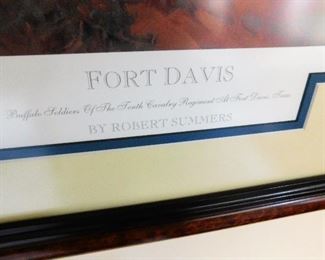 FORT DAVIS
Buffalo Soldiers Of The Tenth Cavalry Regiment At Fort Davis, Texas
BY ROBERT SUMMERS